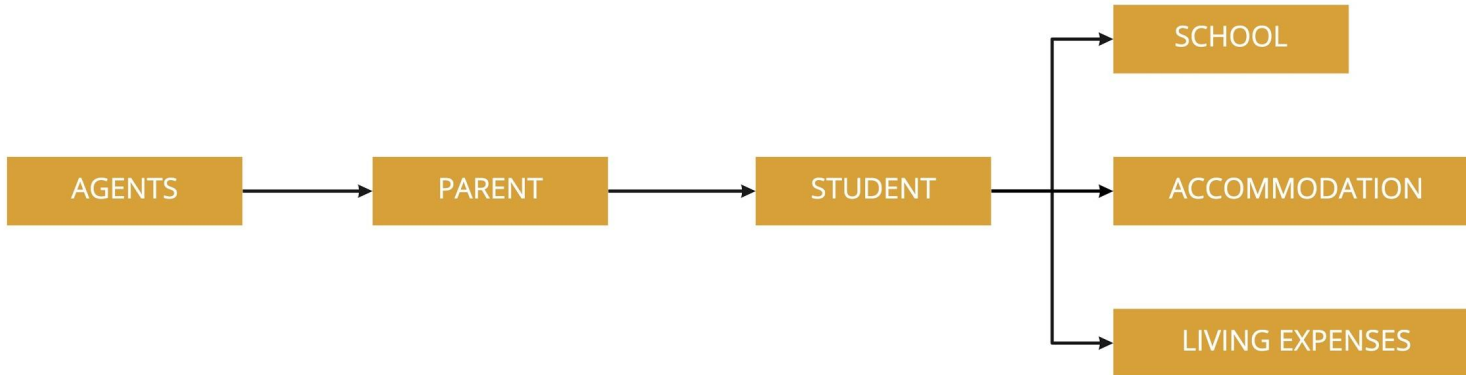 SCHOOL
AGENTS
PARENT
STUDENT
ACCOMMODATION
LIVING EXPENSES